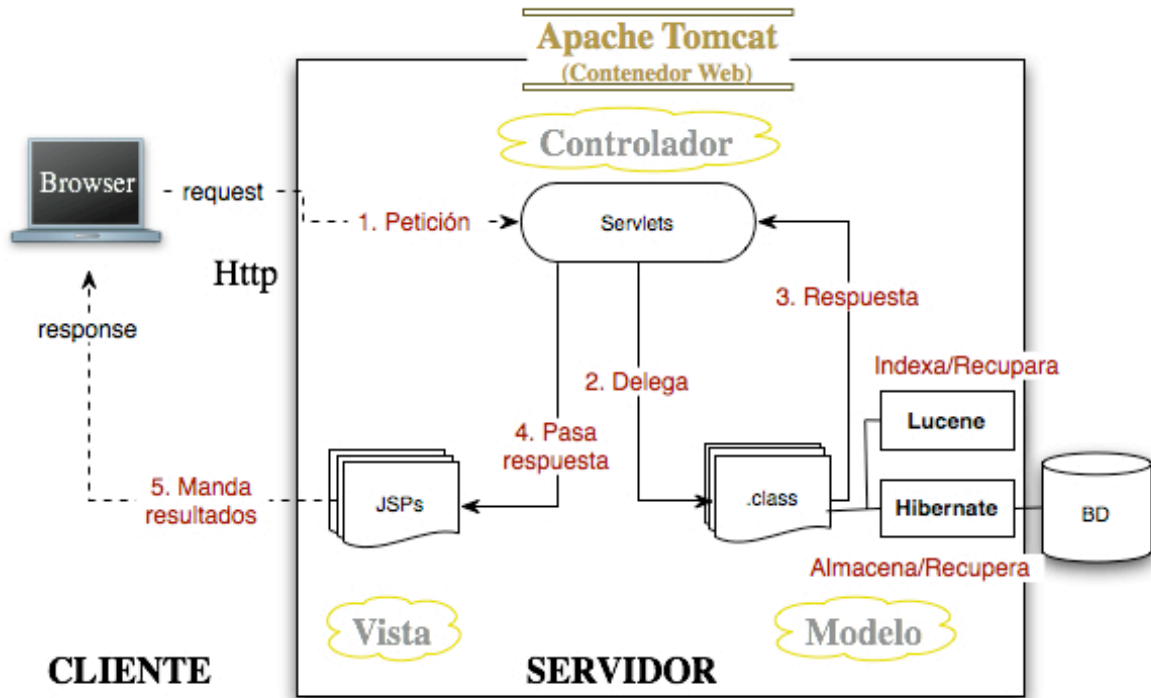 Apache Tomcat
(Contenedor Web)
Controlador
Browser
request
1. Petición
Servlets
Http
3. Respuesta
response
2. Delega
Indexa/Recupara
Lucene
4. Pasa
respuesta
5. Manda
resultados
JSPs
.class
Hibernate
BD
Almacena/Recupera
Vista
Modelo
CLIENTE
SERVIDOR